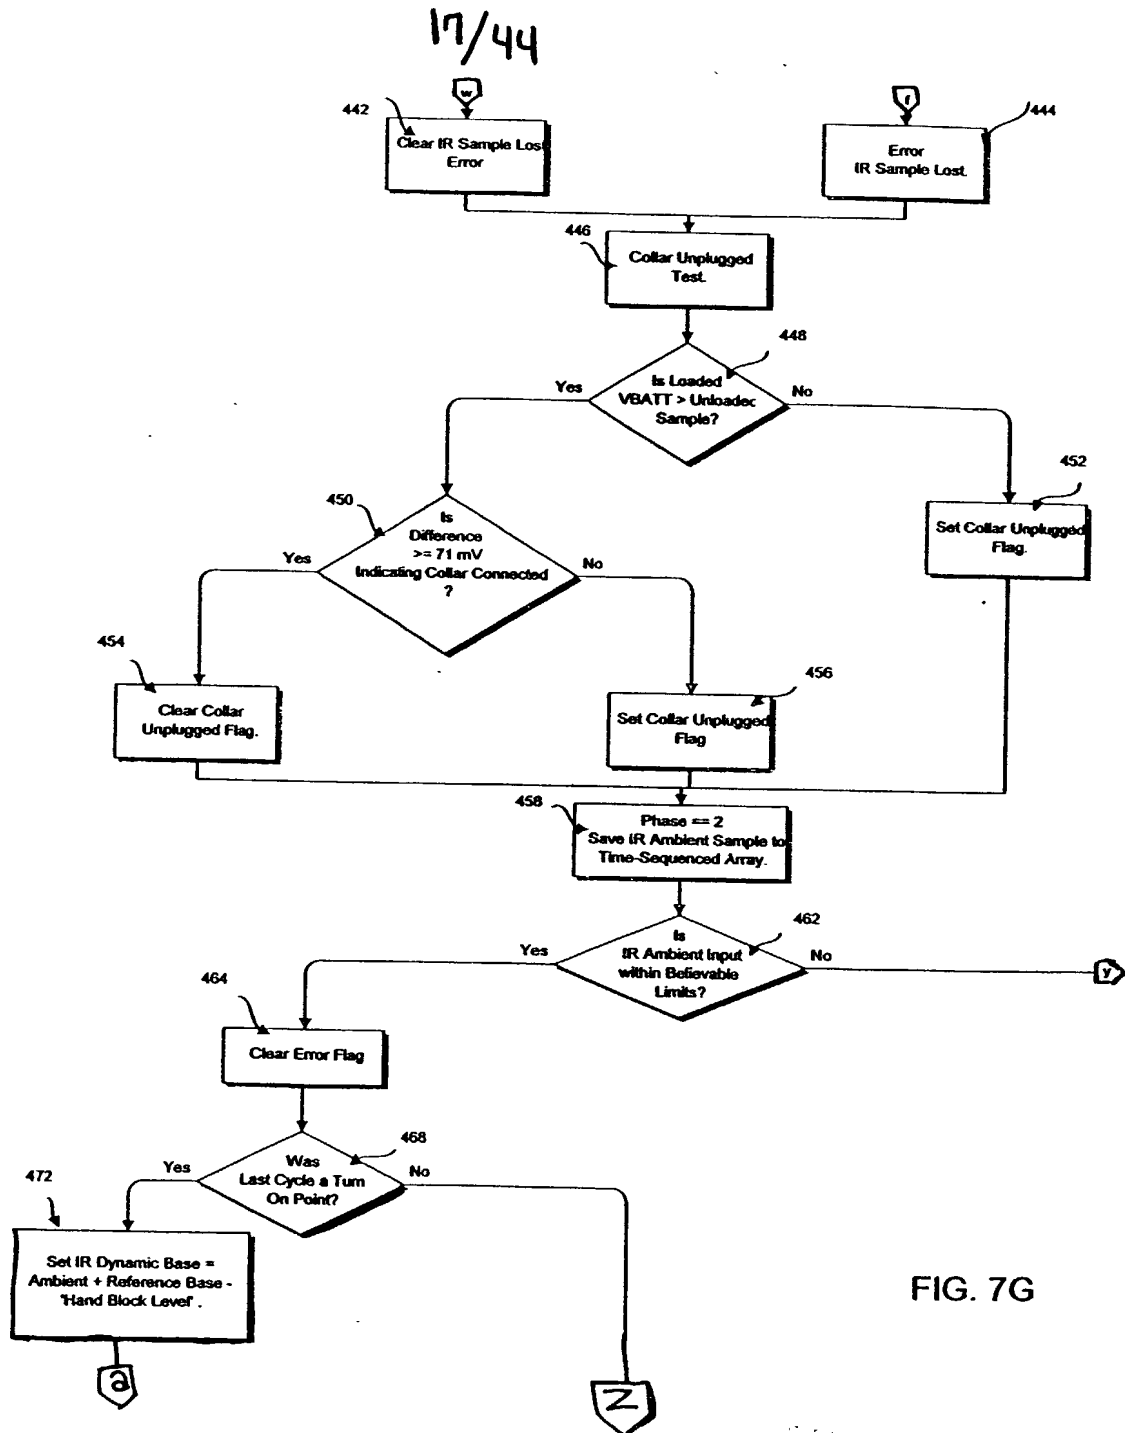 17/44
w
r
442
444
Clear IR Sample Lost
Error
Error
IR Sample Lost.
446
Collar Unplugged
Test.
448
Is Loaded
VBATT > Unloaded
Sample?
Yes
No
450
452
Is
Difference
>= 71 mV
Indicating Collar Connected
?
Yes
No
Set Collar Unplugged
Flag.
454
456
Clear Collar
Unplugged Flag.
Set Collar Unplugged
Flag
458
Phase == 2
Save IR Ambient Sample to
Time-Sequenced Array.
462
Is
IR Ambient Input
within Believable
Limits?
Yes
No
y
464
Clear Error Flag
468
Was
Last Cycle a Turn
On Point?
Yes
No
472
Set IR Dynamic Base =
Ambient + Reference Base -
'Hand Block Level'.
FIG. 7G
a
Z